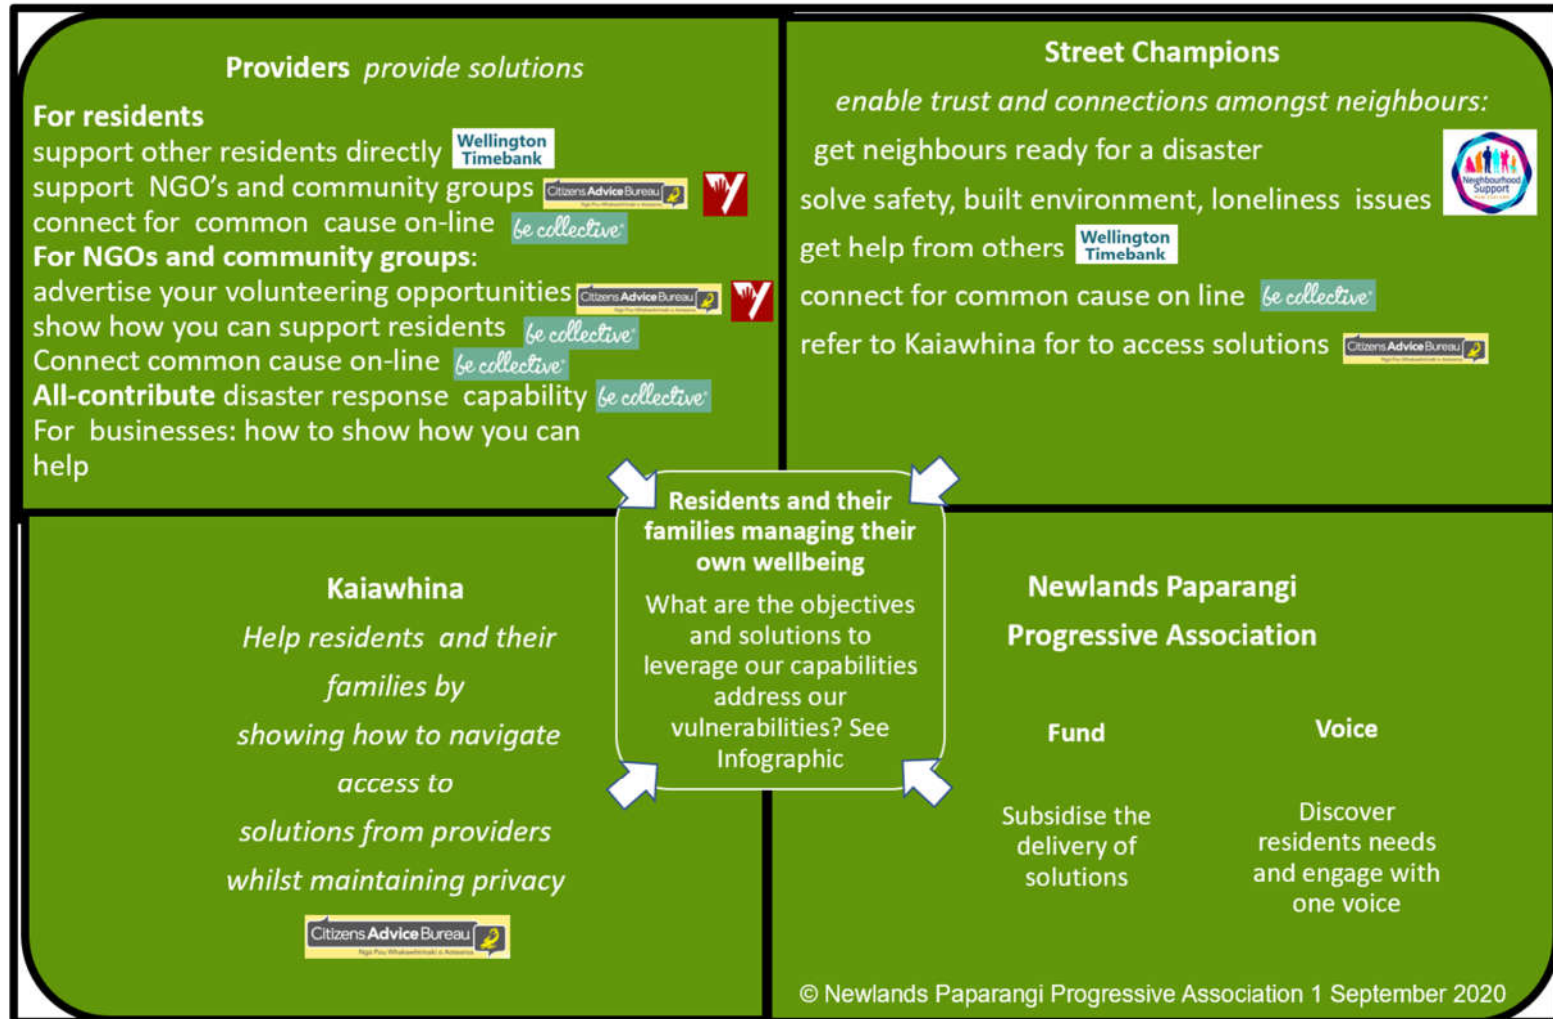 Providers provide solutions
For residents
support other residents directly Wellington Timebank
support NGO's and community groups Citizens Advice Bureau
connect for common cause on-line be collective
For NGOs and community groups:
advertise your volunteering opportunities Citizens Advice Bureau
show how you can support residents be collective
Connect common cause on-line be collective
All-contribute disaster response capability be collective
For businesses: how to show how you can
help
Street Champions
enable trust and connections amongst neighbours:
get neighbours ready for a disaster
solve safety, built environment, loneliness issues
Neighbourhood
Support
NEW ZEALAND
get help from others Wellington Timebank
connect for common cause on line be collective
refer to Kaiawhina for to access solutions Citizens Advice Bureau
Residents and their
families managing their
own wellbeing
What are the objectives
and solutions to
leverage our capabilities
address our
vulnerabilities? See
Infographic
Kaiawhina
Help residents and their
families by
showing how to navigate
access to
solutions from providers
whilst maintaining privacy
Citizens Advice Bureau
Ngā Pou Whakawhirinaki o Aotearoa
Newlands Paparangi
Progressive Association
Fund
Subsidise the
delivery of
solutions
Voice
Discover
residents needs
and engage with
one voice
© Newlands Paparangi Progressive Association 1 September 2020